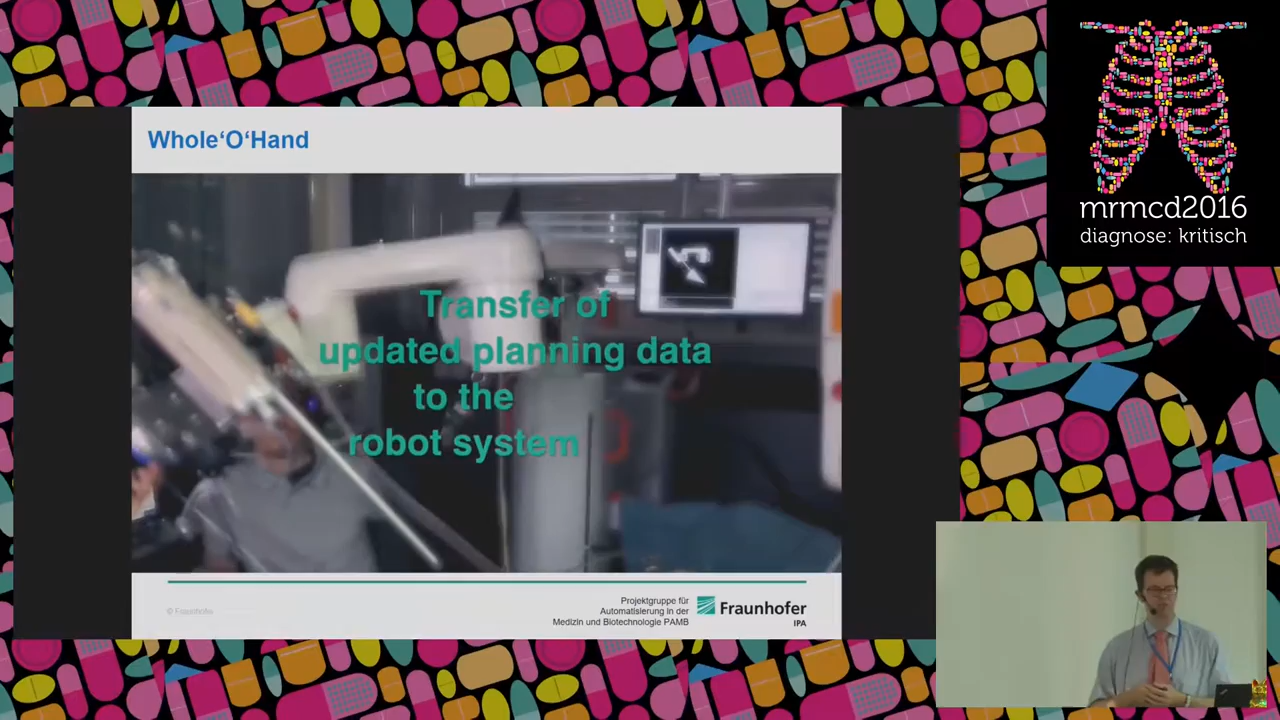 Whole‘O‘Hand
Transfer of
updated planning data
to the
robot system
© Fraunhofer
Projektgruppe für
Automatisierung in der
Medizin und Biotechnologie PAMB
Fraunhofer
IPA
mrmcd2016
diagnose: kritisch